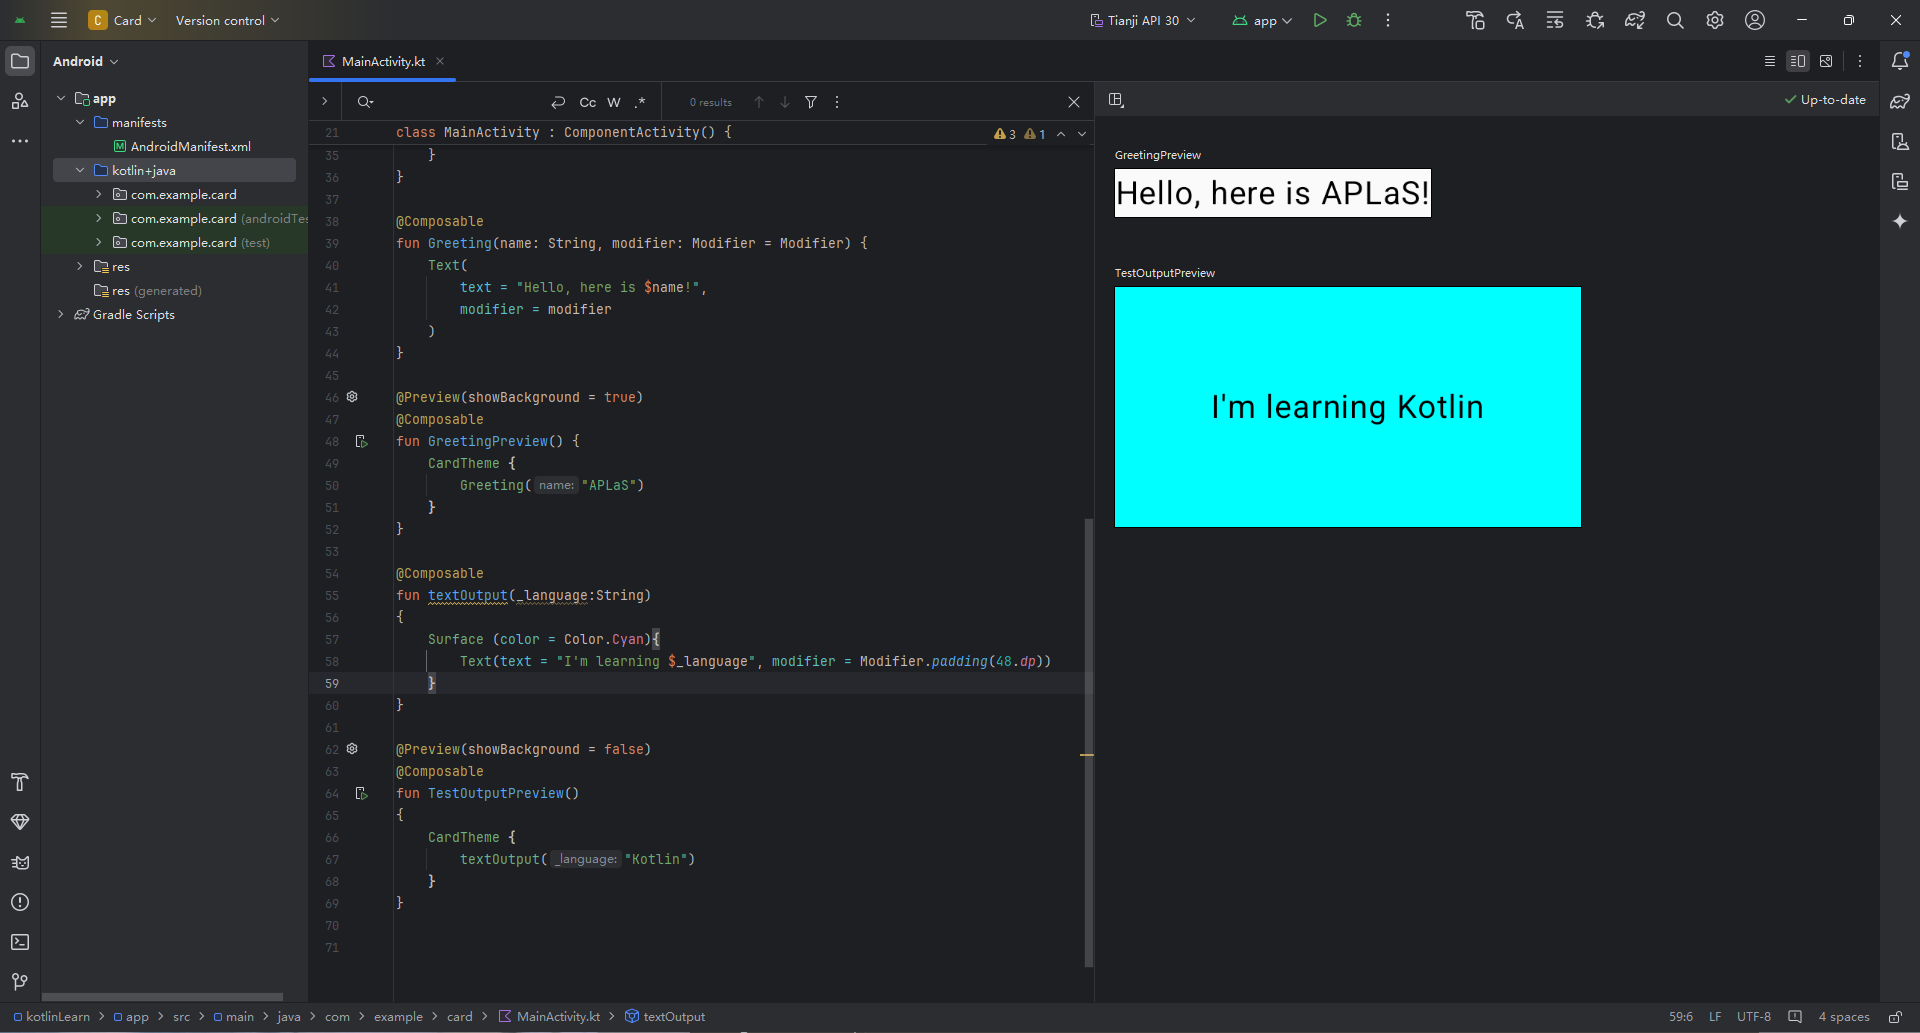 C Card Version control Tianji API 30 app
Android
app
manifests
AndroidManifest.xml
kotlin+java
com.example.card
com.example.card (androidTes
com.example.card (test)
res
res (generated)
Gradle Scripts
MainActivity.kt
Cc W .* 0 results
21 class MainActivity : ComponentActivity() { 3 1
35 }
36 }
37
38 @Composable
39 fun Greeting(name: String, modifier: Modifier = Modifier) {
40 Text(
41 text = "Hello, here is $name!",
42 modifier = modifier
43 )
44 }
45
46 @Preview(showBackground = true)
47 @Composable
48 fun GreetingPreview() {
49 CardTheme {
50 Greeting( name: "APLaS")
51 }
52 }
53
54 @Composable
55 fun textOutput(_language:String)
56 {
57 Surface (color = Color.Cyan){
58 Text(text = "I'm learning $_language", modifier = Modifier.padding(48.dp))
59 }
60 }
61
62 @Preview(showBackground = false)
63 @Composable
64 fun TestOutputPreview()
65 {
66 CardTheme {
67 textOutput( _language: "Kotlin")
68 }
69 }
70
71
Up-to-date
GreetingPreview
Hello, here is APLaS!
TestOutputPreview
I'm learning Kotlin
kotlinLearn > app > src > main > java > com > example > card > MainActivity.kt > textOutput
59:6 LF UTF-8 4 spaces